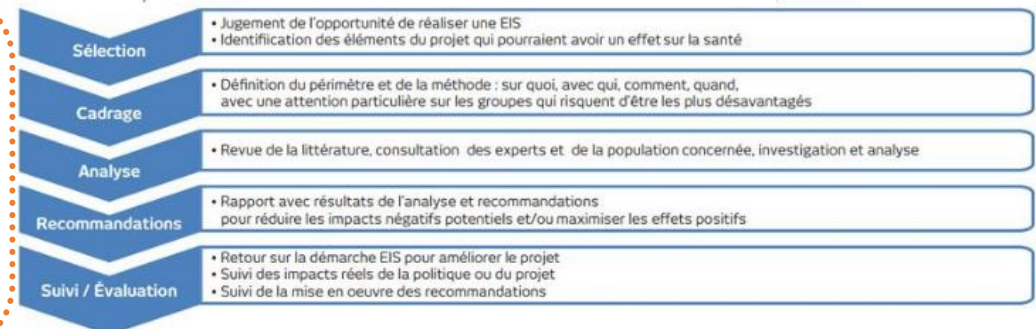 Sélection
• Jugement de l'opportunité de réaliser une EIS
• Identifiication des éléments du projet qui pourraient avoir un effet sur la santé
Cadrage
• Définition du périmètre et de la méthode : sur quoi, avec qui, comment, quand,
avec une attention particulière sur les groupes qui risquent d'être les plus désavantagés
Analyse
• Revue de la littérature, consultation des experts et de la population concernée, investigation et analyse
Recommandations
• Rapport avec résultats de l'analyse et recommandations
pour réduire les impacts négatifs potentiels et/ou maximiser les effets positifs
Suivi / Évaluation
• Retour sur la démarche EIS pour améliorer le projet
• Suivi des impacts réels de la politique ou du projet
• Suivi de la mise en oeuvre des recommandations